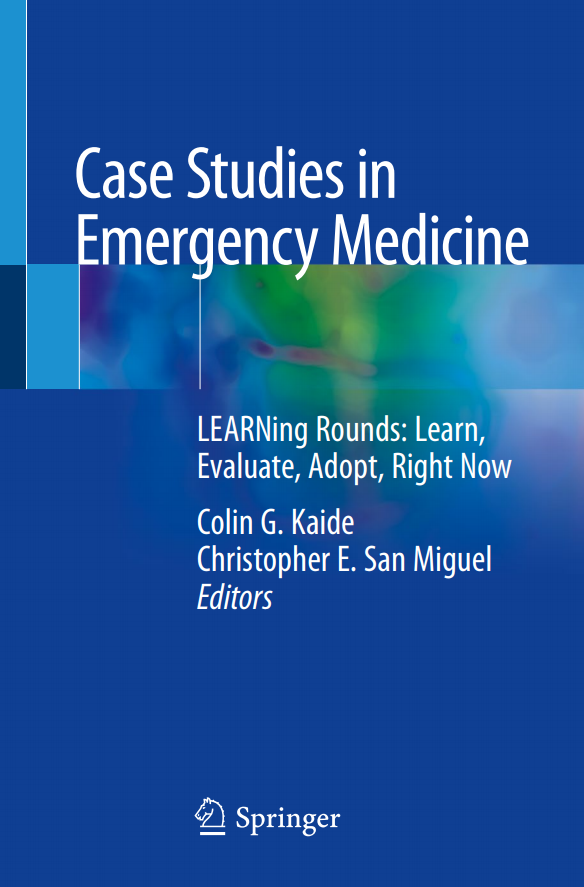 Case Studies in
Emergency Medicine
LEARNing Rounds: Learn,
Evaluate, Adopt, Right Now
Colin G. Kaide
Christopher E. San Miguel
Editors
Springer